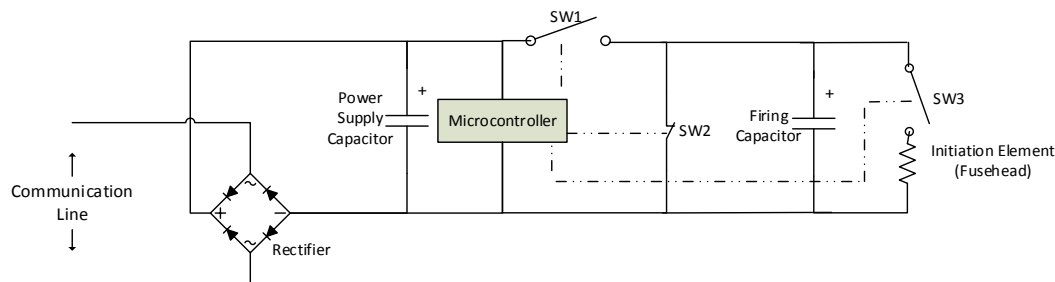 SW1
+
Power
Supply
Capacitor
Microcontroller
SW2
+
Firing
Capacitor
SW3
Initiation Element
(Fusehead)
Communication
Line
~
+
−
~
Rectifier